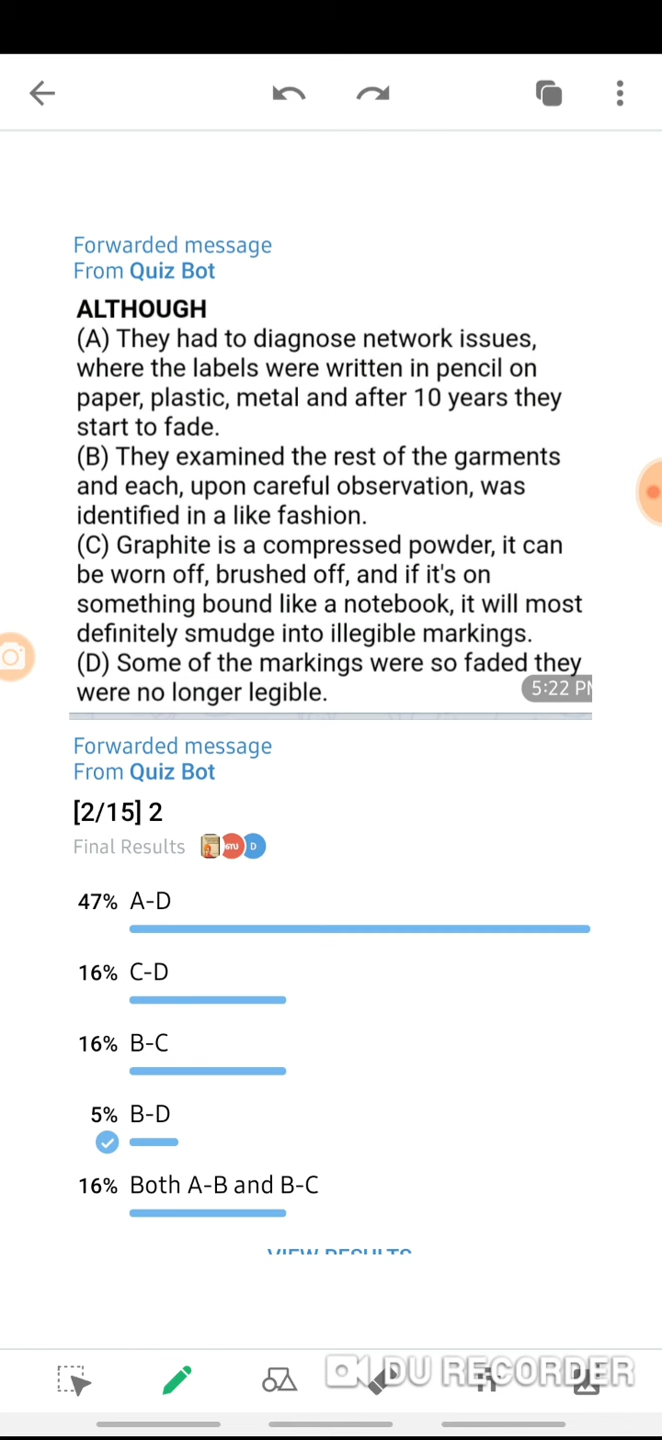 Forwarded message
From Quiz Bot
ALTHOUGH
(A) They had to diagnose network issues,
where the labels were written in pencil on
paper, plastic, metal and after 10 years they
start to fade.
(B) They examined the rest of the garments
and each, upon careful observation, was
identified in a like fashion.
(C) Graphite is a compressed powder, it can
be worn off, brushed off, and if it's on
something bound like a notebook, it will most
definitely smudge into illegible markings.
(D) Some of the markings were so faded they
were no longer legible.
5:22 P
Forwarded message
From Quiz Bot
[2/15] 2
Final Results
47% A-D
16% C-D
16% B-C
5% B-D
16% Both A-B and B-C
VIEW RESULTS
DU RECORDER